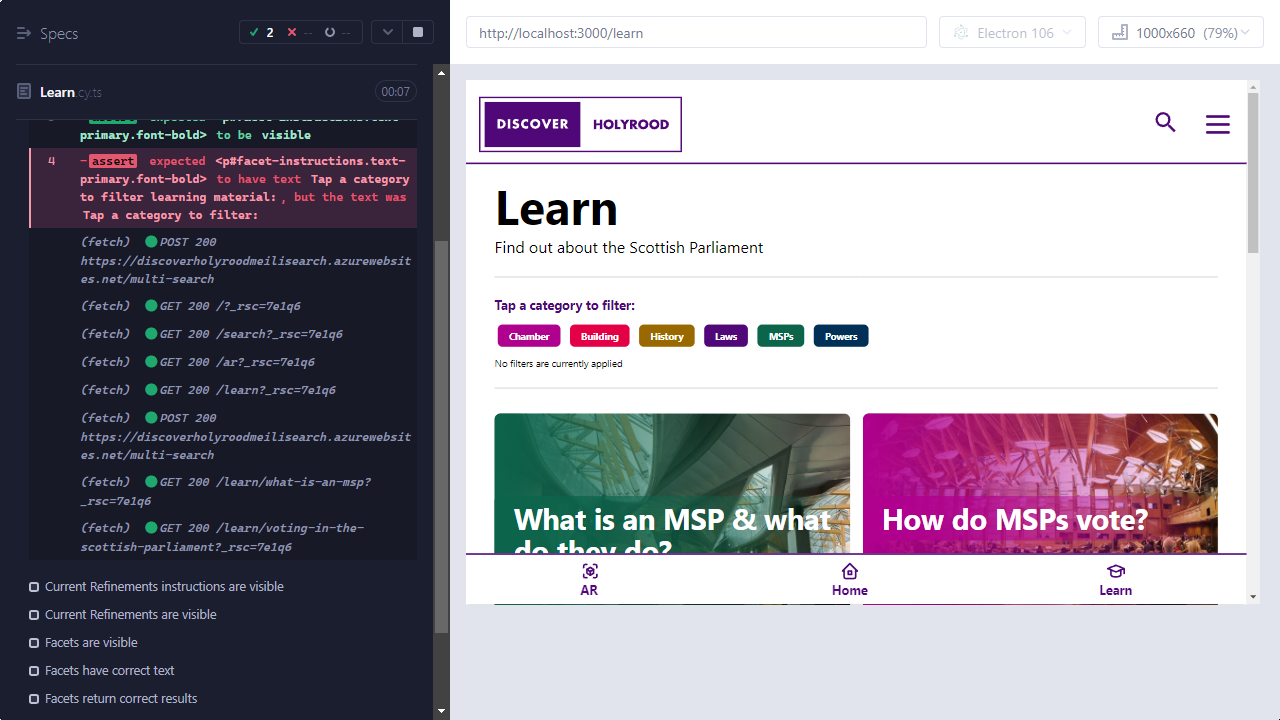 Specs
2
--
--
http://localhost:3000/learn
Electron 106
1000x660 (79%)
Learn.cy.ts
00:07
primary.font-bold> to be visible
4 -assert expected <p#facet-instructions.text-
primary.font-bold> to have text Tap a category
to filter learning material: , but the text was
Tap a category to filter:
(fetch) POST 200
https://discoverholyroodmeilisearch.azurewebsit
es.net/multi-search
(fetch) GET 200 /?_rsc=7e1q6
(fetch) GET 200 /search?_rsc=7e1q6
(fetch) GET 200 /ar?_rsc=7e1q6
(fetch) GET 200 /learn?_rsc=7e1q6
(fetch) POST 200
https://discoverholyroodmeilisearch.azurewebsit
es.net/multi-search
(fetch) GET 200 /learn/what-is-an-msp?
_rsc=7e1q6
(fetch) GET 200 /learn/voting-in-the-
scottish-parliament?_rsc=7e1q6
Current Refinements instructions are visible
Current Refinements are visible
Facets are visible
Facets have correct text
Facets return correct results
DISCOVER HOLYROOD
Learn
Find out about the Scottish Parliament
Tap a category to filter:
Chamber Building History Laws MSPs Powers
No filters are currently applied
What is an MSP & what
do they do?
How do MSPs vote?
AR Home Learn